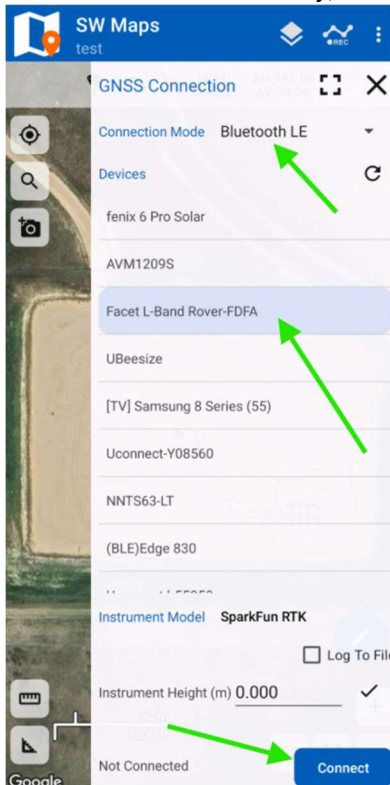 SW Maps
test
REC
GNSS Connection
Connection Mode Bluetooth LE
Devices
fenix 6 Pro Solar
AVM1209S
Facet L-Band Rover-FDFA
UBeesize
[TV] Samsung 8 Series (55)
Uconnect-Y08560
NNTS63-LT
(BLE)Edge 830
Instrument Model SparkFun RTK
Log To File
Instrument Height (m) 0.000
Not Connected
Connect
Google